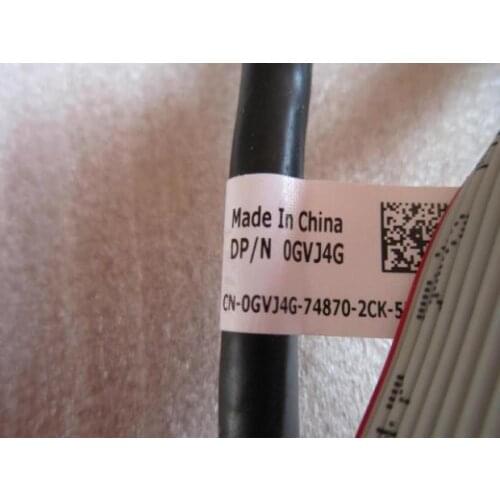 Made In China
DP/N 0GVJ4G
CN-0GVJ4G-74870-2CK-5